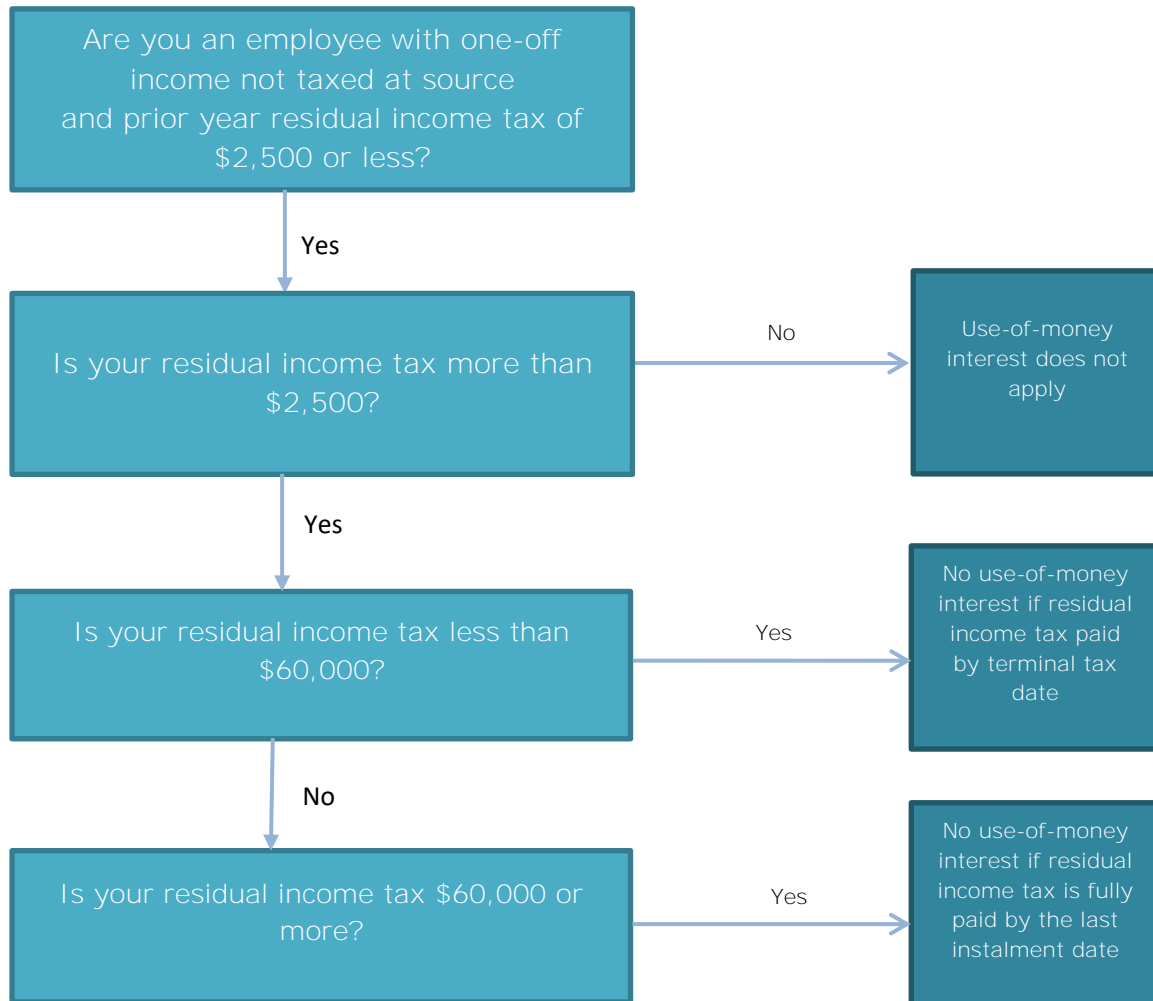 Are you an employee with one-off
income not taxed at source
and prior year residual income tax of
$2,500 or less?
Yes
Is your residual income tax more than
$2,500?
No
Use-of-money
interest does not
apply
Yes
Is your residual income tax less than
$60,000?
Yes
No use-of-money
interest if residual
income tax paid
by terminal tax
date
No
Is your residual income tax $60,000 or
more?
Yes
No use-of-money
interest if residual
income tax is fully
paid by the last
instalment date